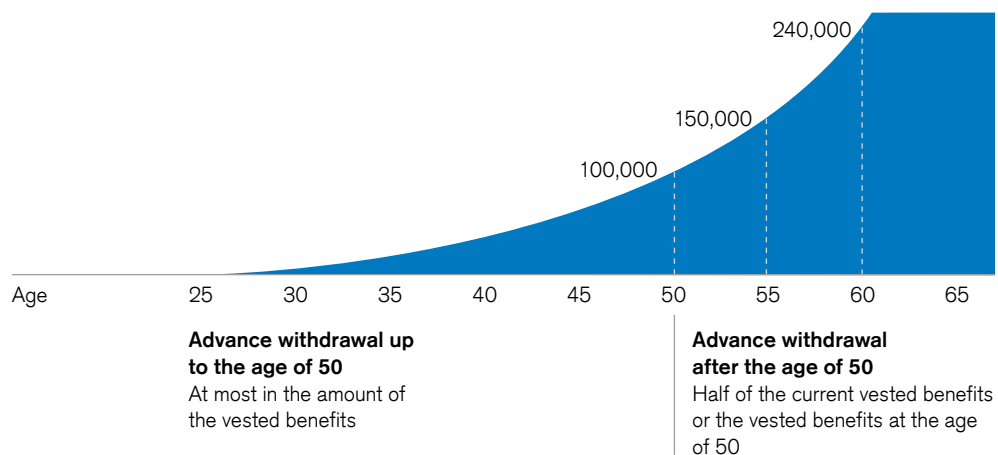 240,000
150,000
100,000
Age 25 30 35 40 45 50 55 60 65
Advance withdrawal up
to the age of 50
At most in the amount of
the vested benefits
Advance withdrawal
after the age of 50
Half of the current vested benefits
or the vested benefits at the age
of 50